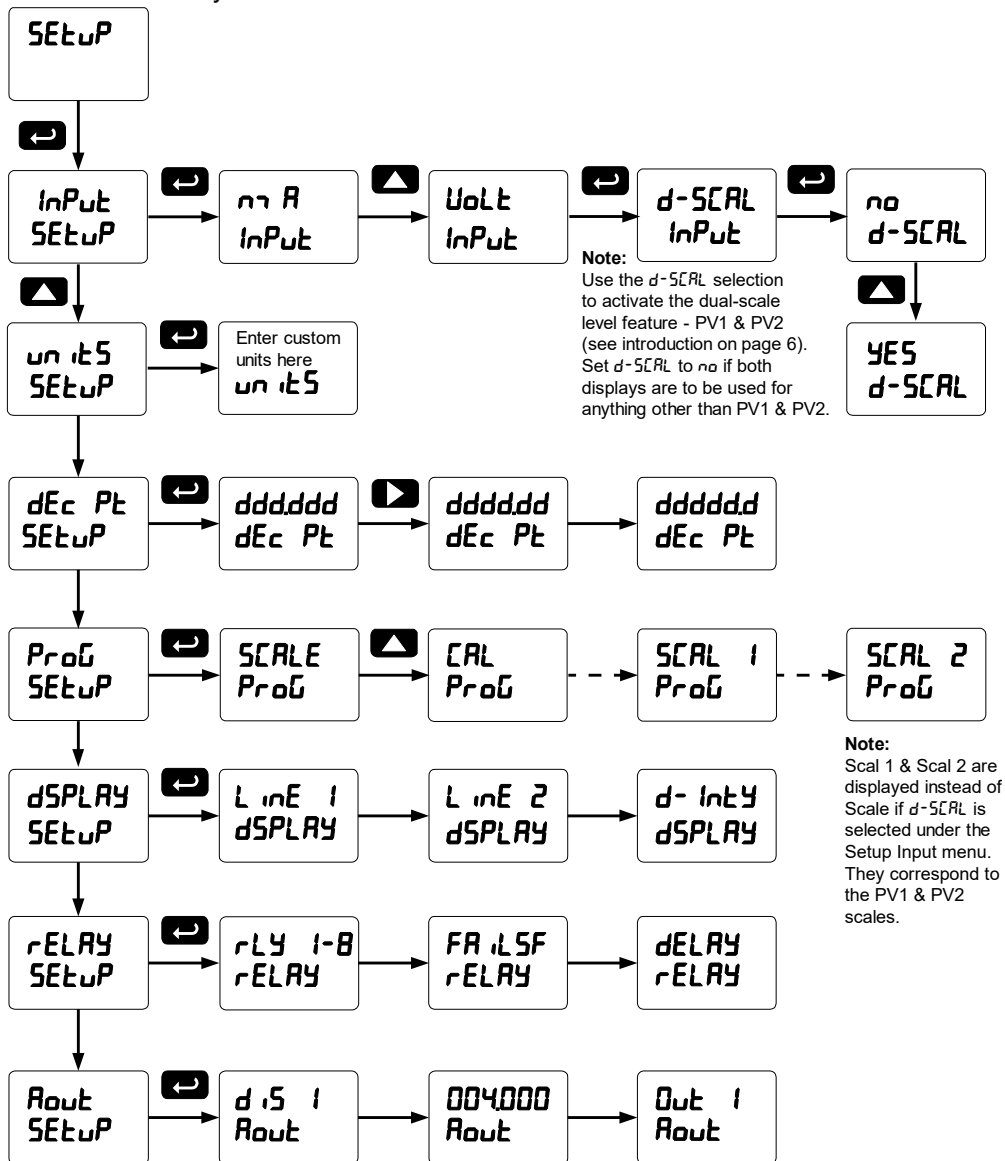 SEtuP
InPut
SEtuP
mA
InPut
VoLt
InPut
d-SCAL
InPut
no
d-SCAL
Note:
Use the d-SCAL selection
to activate the dual-scale
level feature - PV1 & PV2
(see introduction on page 6).
Set d-SCAL to no if both
displays are to be used for
anything other than PV1 & PV2.
YES
d-SCAL
unitS
SEtuP
Enter custom
units here
unitS
dEc Pt
SEtuP
ddd.ddd
dEc Pt
dddd.dd
dEc Pt
ddddd.d
dEc Pt
ProG
SEtuP
SCALE
ProG
CAL
ProG
SCAL 1
ProG
SCAL 2
ProG
Note:
Scal 1 & Scal 2 are
displayed instead of
Scale if d-SCAL is
selected under the
Setup Input menu.
They correspond to
the PV1 & PV2
scales.
dSPLAY
SEtuP
LinE 1
dSPLAY
LinE 2
dSPLAY
d-IntY
dSPLAY
rELAY
SEtuP
rLY 1-8
rELAY
FAiLSF
rELAY
dELAY
rELAY
Aout
SEtuP
diS 1
Aout
004.000
Aout
Out 1
Aout